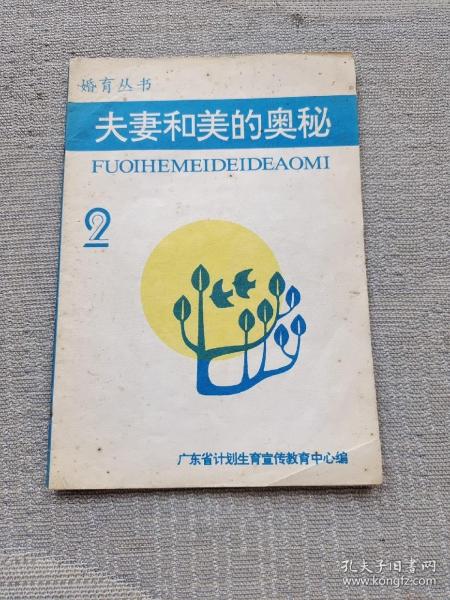 婚育丛书
夫妻和美的奥秘
FUOIHEMEIDEIDEAOMI
2
广东省计划生育宣传教育中心编
孔夫子旧书网
www.kongfz.com